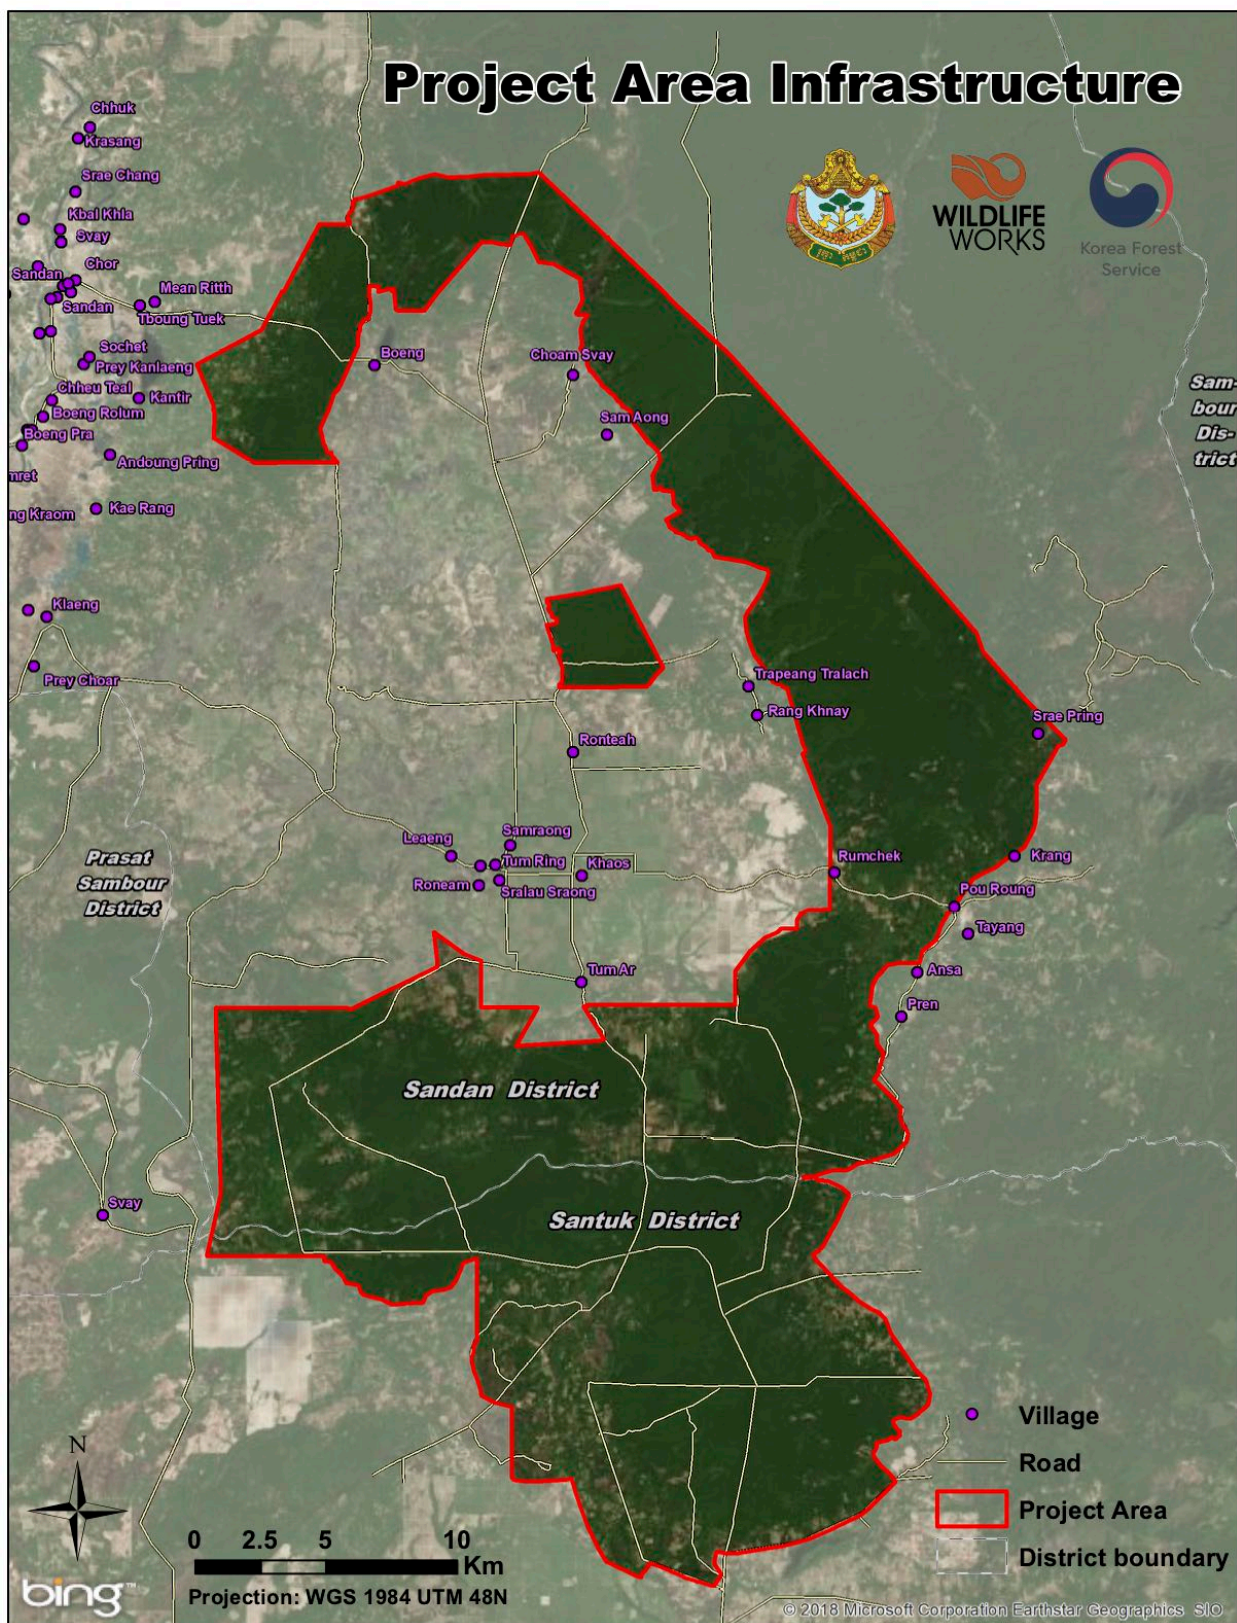 Project Area Infrastructure
WILDLIFE
WORKS
Korea Forest
Service
Chhuk
Krasang
Srae Chang
Kbal Khla
Svay
Chor
Sandan
Mean Ritth
Sandan
Tboung Tuek
Sochet
Prey Kanlaeng
Boeng
Choam Svay
Chheu Teal
Kantir
Boeng Rolum
Sam Aong
Boeng Pra
Andoung Pring
mret
Kae Rang
ng Kraom
Sam-
bour
Dis-
trict
Klaeng
Prey Choar
Trapeang Tralach
Rang Khnay
Srae Pring
Ronteah
Samraong
Leaeng
Tum Ring
Khaos
Roneam
Sralau Sraong
Rumchek
Krang
Pou Roung
Tayang
Prasat
Sambour
District
Tum Ar
Ansa
Pren
Sandan District
Santuk District
Svay
Village
Road
Project Area
District boundary
N
0 2.5 5 10
Km
Projection: WGS 1984 UTM 48N
bing
© 2018 Microsoft Corporation Earthstar Geographics SIO